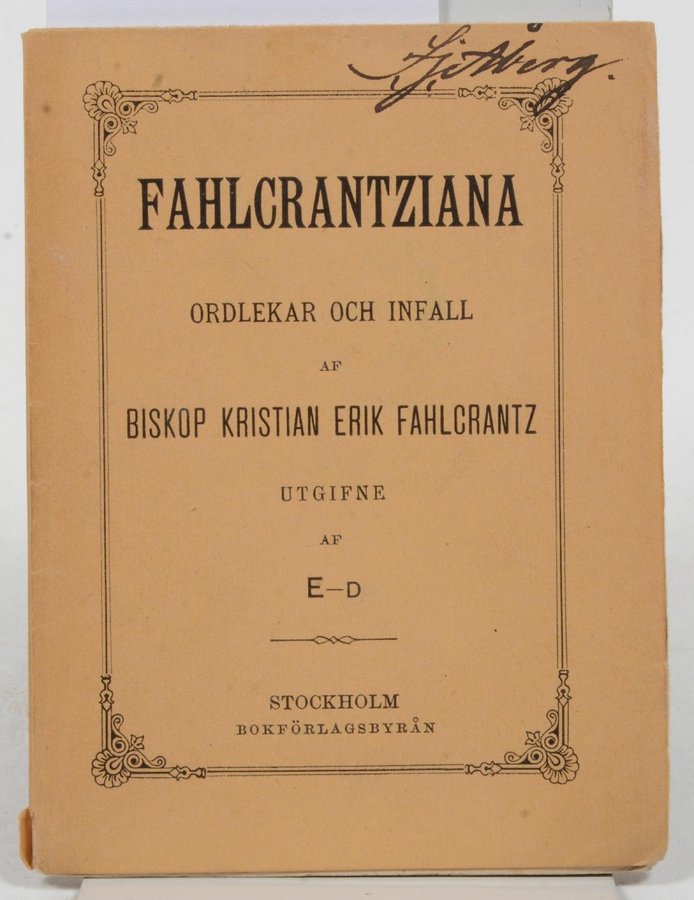 FAHLCRANTZIANA
ORDLEKAR OCH INFALL
AF
BISKOP KRISTIAN ERIK FAHLCRANTZ
UTGIFNE
AF
E—D
STOCKHOLM
BOKFÖRLAGSBYRÅN